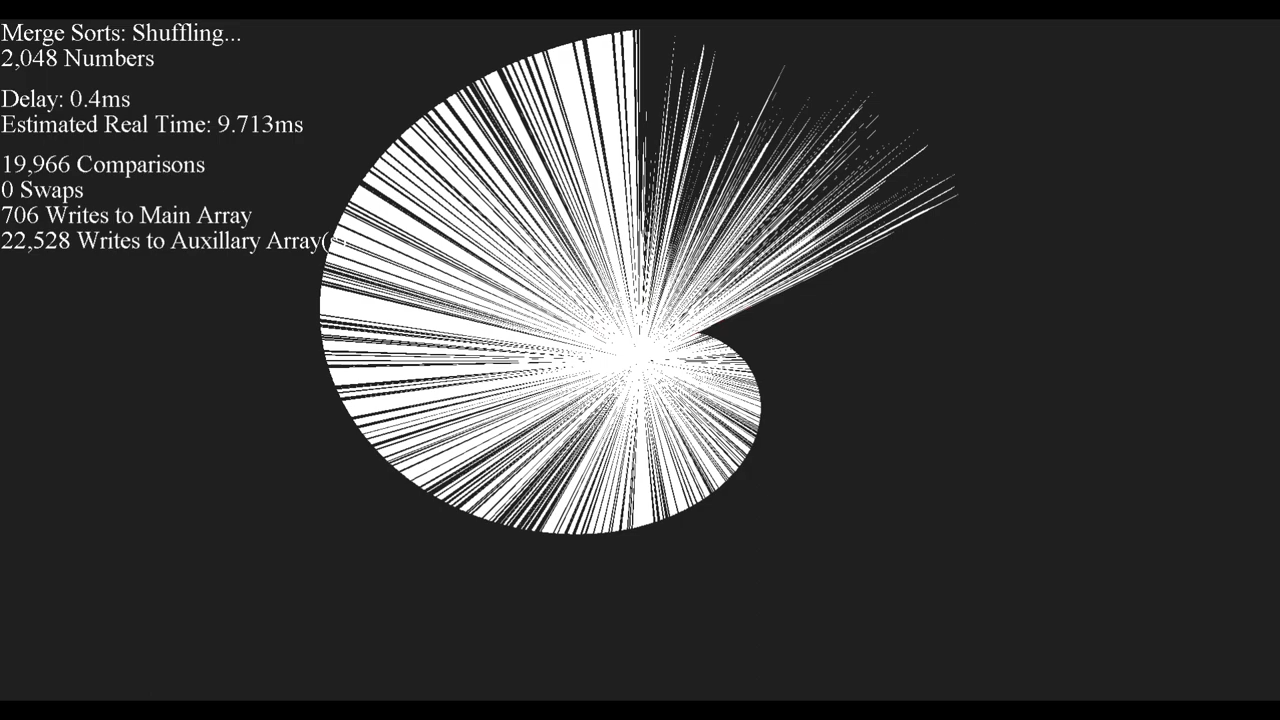 Merge Sorts: Shuffling...
2,048 Numbers
Delay: 0.4ms
Estimated Real Time: 9.713ms
19,966 Comparisons
0 Swaps
706 Writes to Main Array
22,528 Writes to Auxillary Array(s)